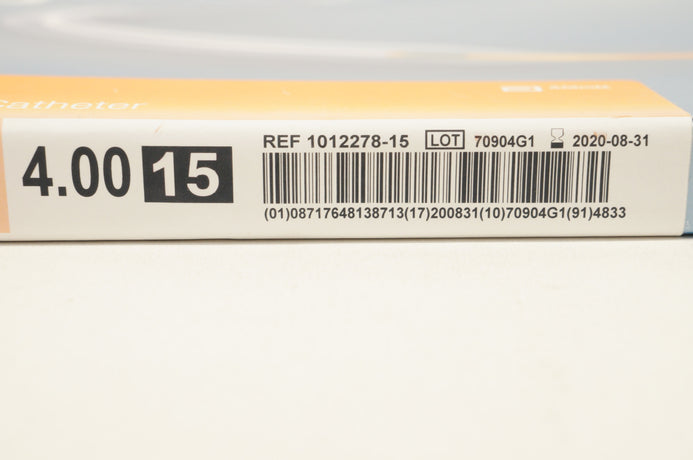 catheter
4.00 15
REF 1012278-15 LOT 70904G1 2020-08-31
(01)08717648138713(17)200831(10)70904G1(91)4833